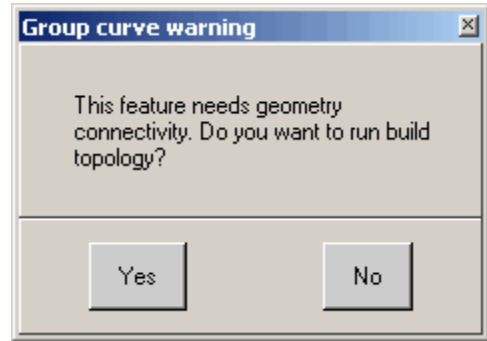 Group curve warning
This feature needs geometry
connectivity. Do you want to run build
topology?
Yes
No